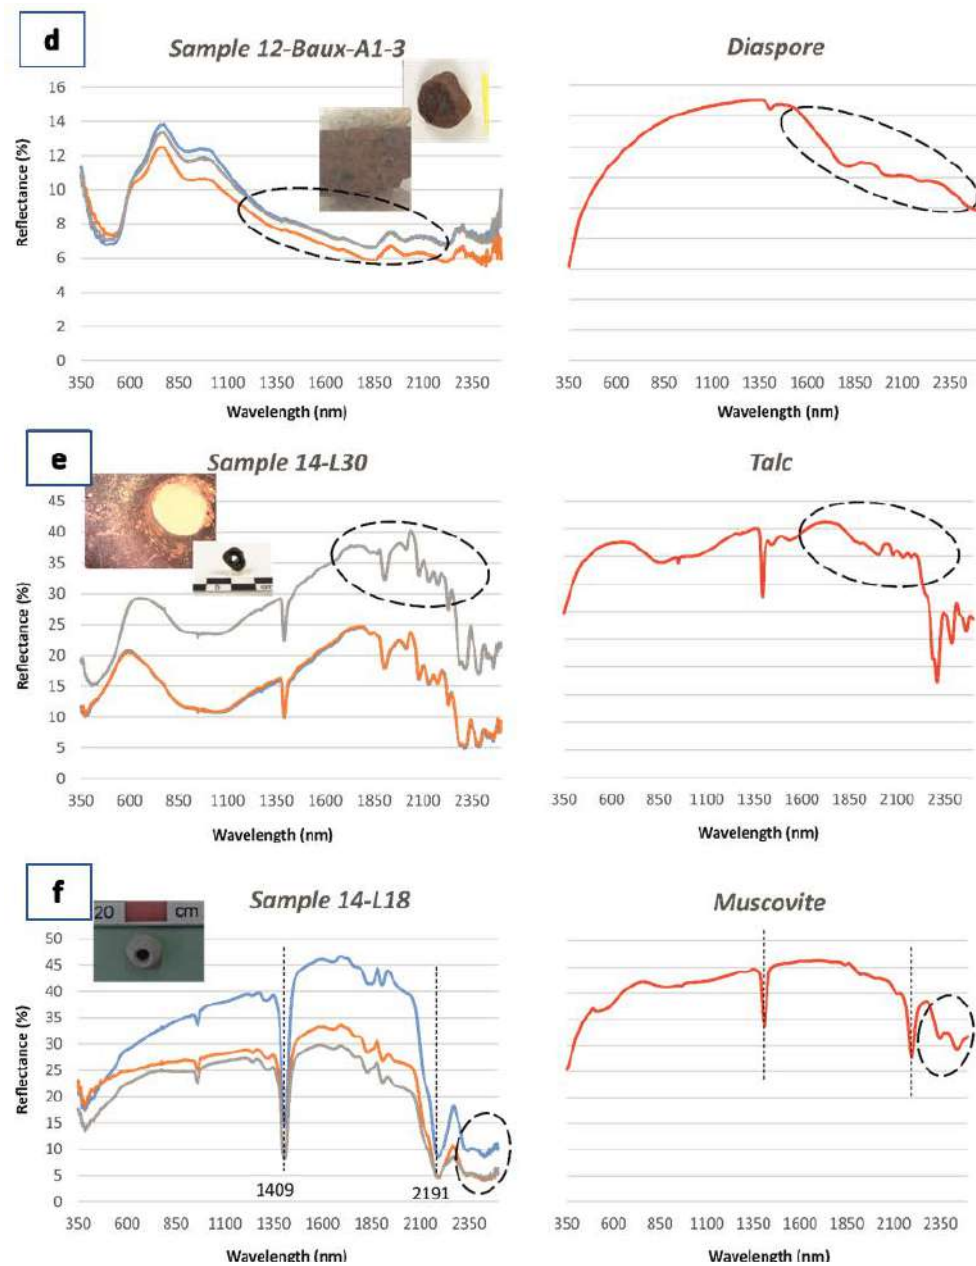 d
Sample 12-Baux-A1-3
Diaspore
16
14
12
10
8
6
4
2
0
Reflectance (%)
350 600 850 1100 1350 1600 1850 2100 2350
Wavelength (nm)
350 600 850 1100 1350 1600 1850 2100 2350
Wavelength (nm)
e
Sample 14-L30
Talc
45
40
35
30
25
20
15
10
5
0
Reflectance (%)
350 600 850 1100 1350 1600 1850 2100 2350
Wavelength (nm)
350 600 850 1100 1350 1600 1850 2100 2350
Wavelength (nm)
f
Sample 14-L18
Muscovite
20 cm
50
45
40
35
30
25
20
15
10
5
0
Reflectance (%)
1409
2191
350 600 850 1100 1350 1600 1850 2100 2350
Wavelength (nm)
350 600 850 1100 1350 1600 1850 2100 2350
Wavelength (nm)